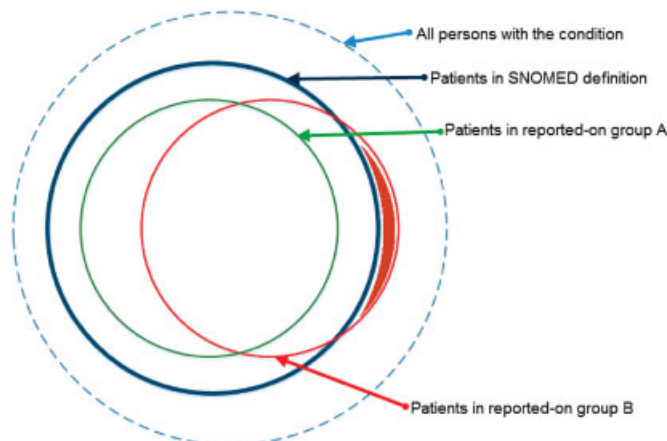 All persons with the condition
Patients in SNOMED definition
Patients in reported-on group A
Patients in reported-on group B